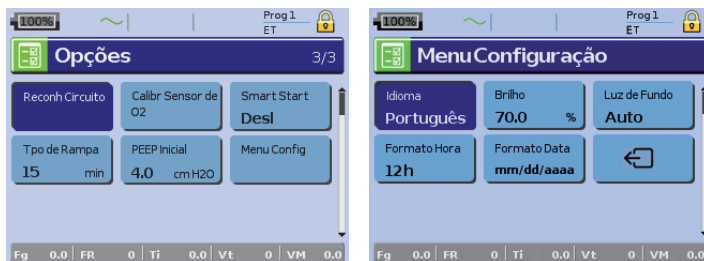 100%
Prog 1
ET
Opções
3/3
Reconh Circuito
Calibr Sensor de
O2
Smart Start
Desl
Tpo de Rampa
15 min
PEEP Inicial
4.0 cmH2O
Menu Config
Fg 0.0 FR 0 Ti 0.0 Vt 0 VM 0.0
100%
Prog 1
ET
Menu Configuração
Idioma
Português
Brilho
70.0 %
Luz de Fundo
Auto
Formato Hora
12h
Formato Data
mm/dd/aaaa
Fg 0.0 FR 0 Ti 0.0 Vt 0 VM 0.0